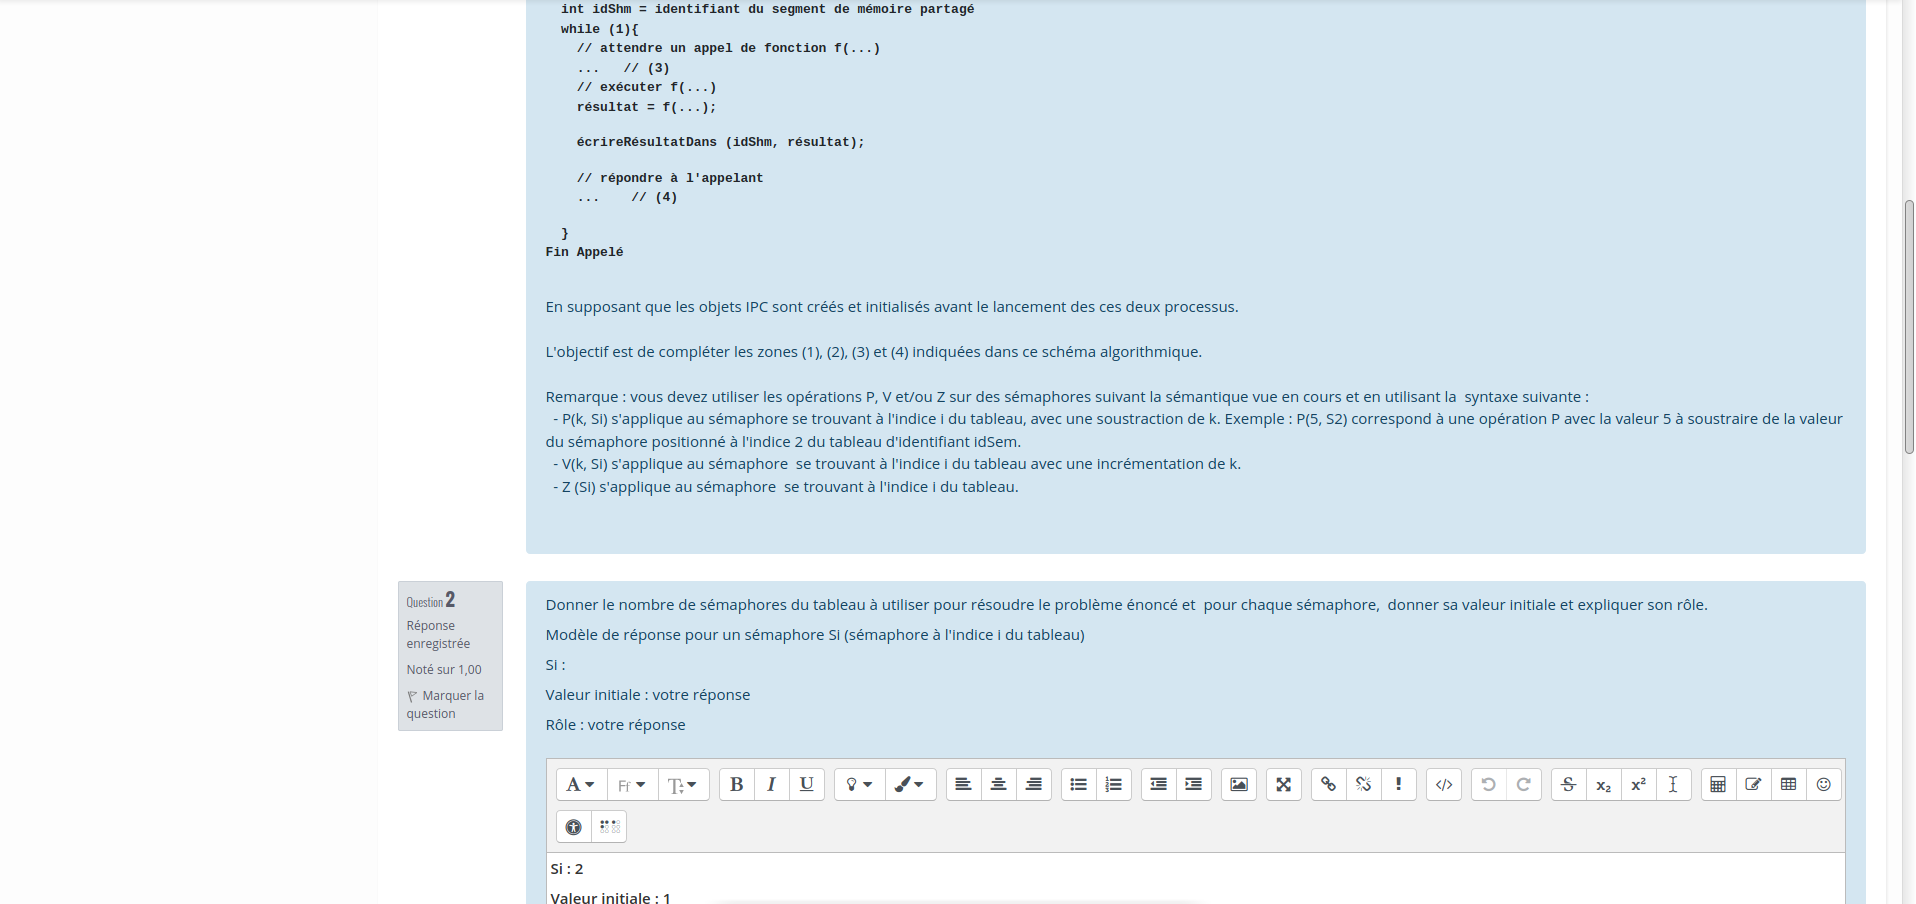 int idShm = identifiant du segment de mémoire partagé
while (1){
// attendre un appel de fonction f(...)
...   // (3)
// exécuter f(...)
résultat = f(...);
écrireRésultatDans (idShm, résultat);
// répondre à l'appelant
...    // (4)
}
Fin Appelé
En supposant que les objets IPC sont créés et initialisés avant le lancement des ces deux processus.
L'objectif est de compléter les zones (1), (2), (3) et (4) indiquées dans ce schéma algorithmique.
Remarque : vous devez utiliser les opérations P, V et/ou Z sur des sémaphores suivant la sémantique vue en cours et en utilisant la  syntaxe suivante :
- P(k, Si) s'applique au sémaphore se trouvant à l'indice i du tableau, avec une soustraction de k. Exemple : P(5, S2) correspond à une opération P avec la valeur 5 à soustraire de la valeur
du sémaphore positionné à l'indice 2 du tableau d'identifiant idSem.
- V(k, Si) s'applique au sémaphore  se trouvant à l'indice i du tableau avec une incrémentation de k.
- Z (Si) s'applique au sémaphore  se trouvant à l'indice i du tableau.
Question 2
Réponse
enregistrée
Noté sur 1,00
Marquer la
question
Donner le nombre de sémaphores du tableau à utiliser pour résoudre le problème énoncé et  pour chaque sémaphore,  donner sa valeur initiale et expliquer son rôle.
Modèle de réponse pour un sémaphore Si (sémaphore à l'indice i du tableau)
Si :
Valeur initiale : votre réponse
Rôle : votre réponse
A Ff T B I U ! </> S x₂ x²
Si : 2
Valeur initiale : 1